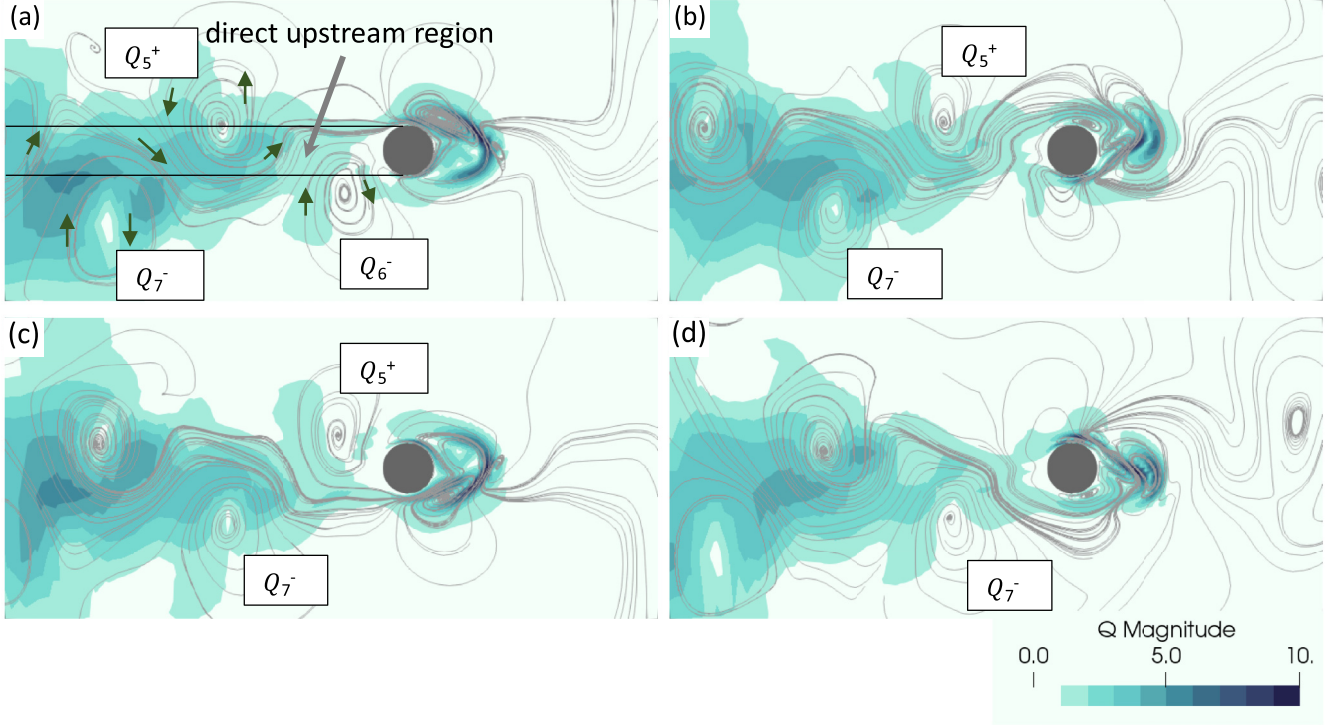 (a)
direct upstream region
Q₅⁺
Q₇⁻
Q₆⁻
(b)
Q₅⁺
Q₇⁻
(c)
Q₅⁺
Q₇⁻
(d)
Q₇⁻
Q Magnitude
0.0 5.0 10.